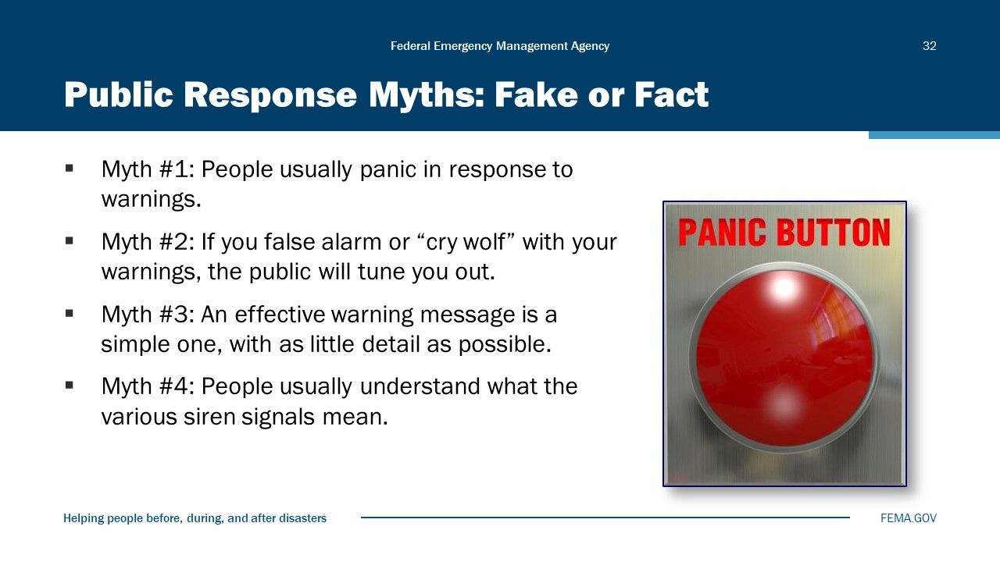 Federal Emergency Management Agency
32
Public Response Myths: Fake or Fact
▪ Myth #1: People usually panic in response to
warnings.
▪ Myth #2: If you false alarm or “cry wolf” with your
warnings, the public will tune you out.
▪ Myth #3: An effective warning message is a
simple one, with as little detail as possible.
▪ Myth #4: People usually understand what the
various siren signals mean.
PANIC BUTTON
Helping people before, during, and after disasters
FEMA.GOV